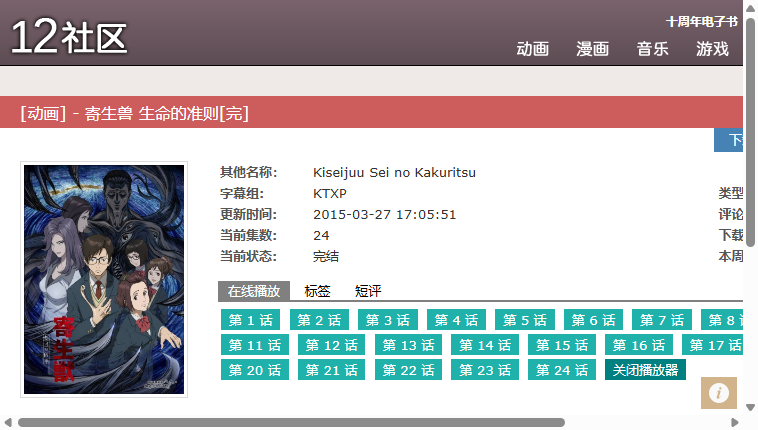 12社区
十周年电子书
动画 漫画 音乐 游戏
[动画] - 寄生兽 生命的准则[完]
其他名称: Kiseijuu Sei no Kakuritsu
字幕组: KTXP 类型
更新时间: 2015-03-27 17:05:51 评论
当前集数: 24 下载
当前状态: 完结 本周
寄生獣
在线播放 标签 短评
第 1 话 第 2 话 第 3 话 第 4 话 第 5 话 第 6 话 第 7 话 第 8
第 11 话 第 12 话 第 13 话 第 14 话 第 15 话 第 16 话 第 17 话
第 20 话 第 21 话 第 22 话 第 23 话 第 24 话 关闭播放器